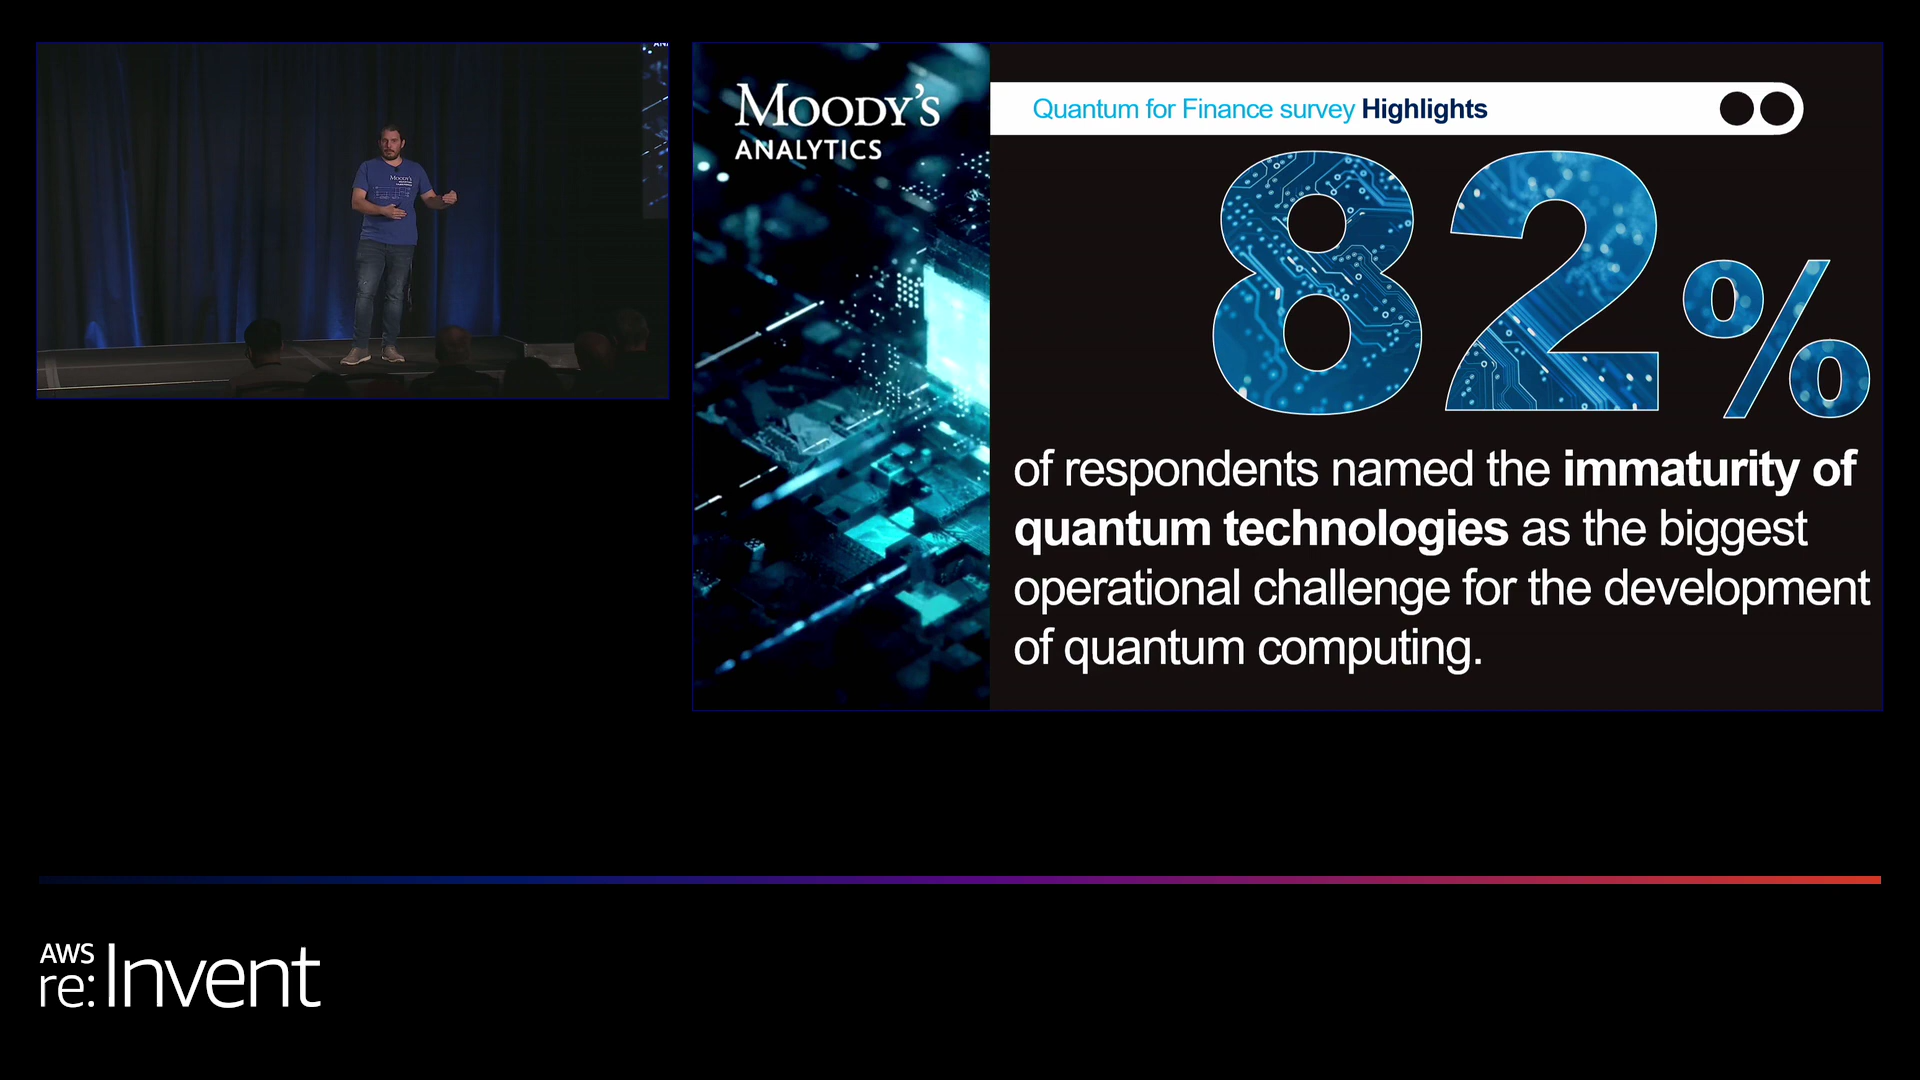 MOODY'S
MOODY'S
ANALYTICS
Quantum for Finance survey Highlights
82%
of respondents named the immaturity of
quantum technologies as the biggest
operational challenge for the development
of quantum computing.
AWS
re:Invent